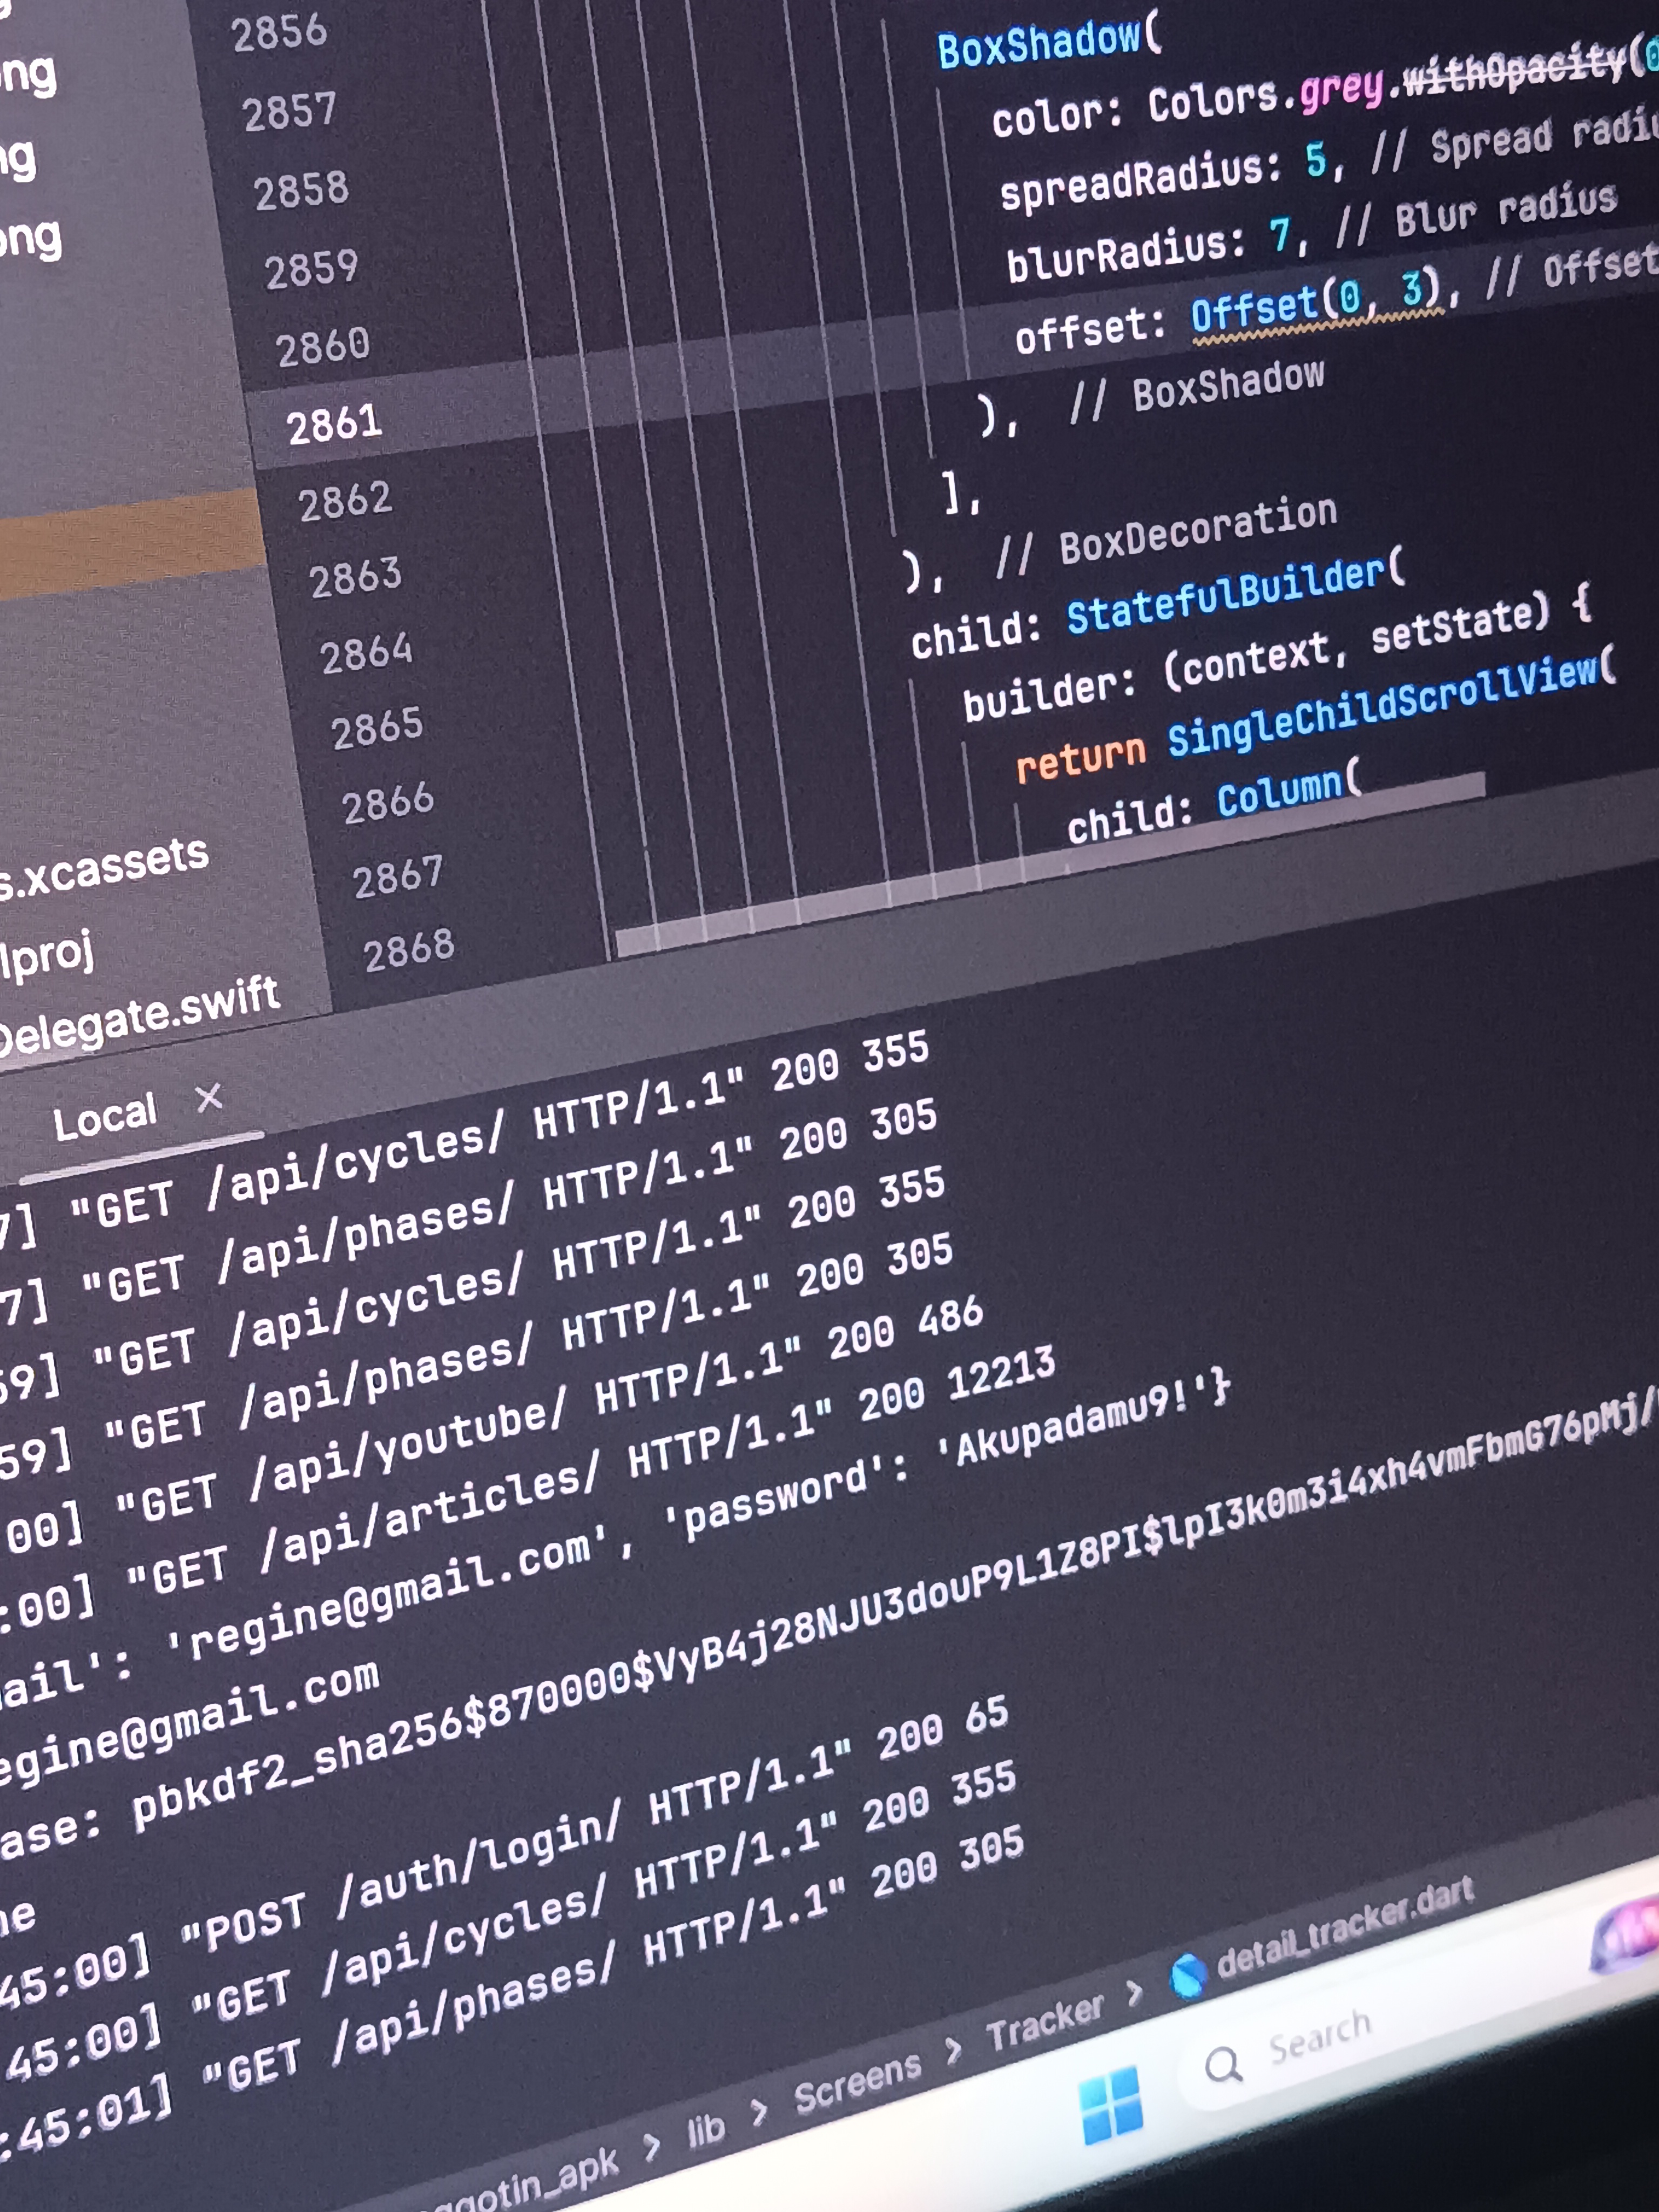 ng
ng
ong
s.xcassets
lproj
Delegate.swift
2856
2857
2858
2859
2860
2861
2862
2863
2864
2865
2866
2867
2868
BoxShadow(
color: Colors.grey.withOpacity(0
spreadRadius: 5, // Spread radiu
blurRadius: 7, // Blur radius
offset: Offset(0, 3), // Offset
), // BoxShadow
],
), // BoxDecoration
child: StatefulBuilder(
builder: (context, setState) {
return SingleChildScrollView(
child: Column(
Local ×
7] "GET /api/cycles/ HTTP/1.1" 200 355
7] "GET /api/phases/ HTTP/1.1" 200 305
59] "GET /api/cycles/ HTTP/1.1" 200 355
59] "GET /api/phases/ HTTP/1.1" 200 305
00] "GET /api/youtube/ HTTP/1.1" 200 486
:00] "GET /api/articles/ HTTP/1.1" 200 12213
ail': 'regine@gmail.com', 'password': 'Akupadamu9!'}
egine@gmail.com
ase: pbkdf2_sha256$870000$VyB4j28NJU3douP9L1Z8PI$lpI3k0m3i4xh4vmFbmG76pMj/
ne
45:00] "POST /auth/login/ HTTP/1.1" 200 65
45:00] "GET /api/cycles/ HTTP/1.1" 200 355
:45:01] "GET /api/phases/ HTTP/1.1" 200 305
ggotin_apk > lib > Screens > Tracker > detail_tracker.dart
Search